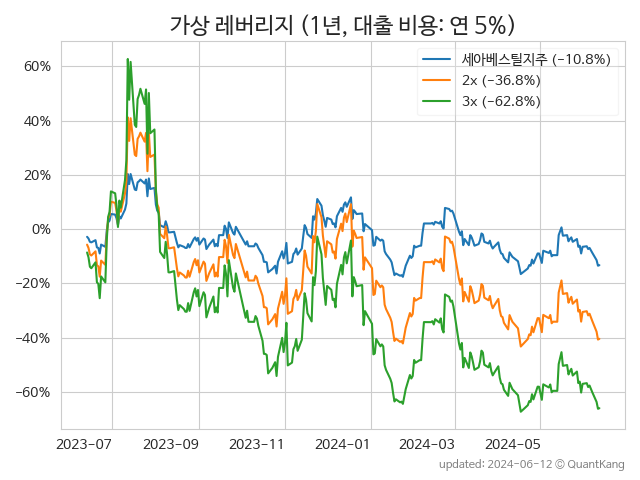 가상 레버리지 (1년, 대출 비용: 연 5%)
세아베스틸지주 (−10.8%)
2x (−36.8%)
3x (−62.8%)
60%
40%
20%
0%
−20%
−40%
−60%
2023-07 2023-09 2023-11 2024-01 2024-03 2024-05
updated: 2024-06-12 © QuantKang